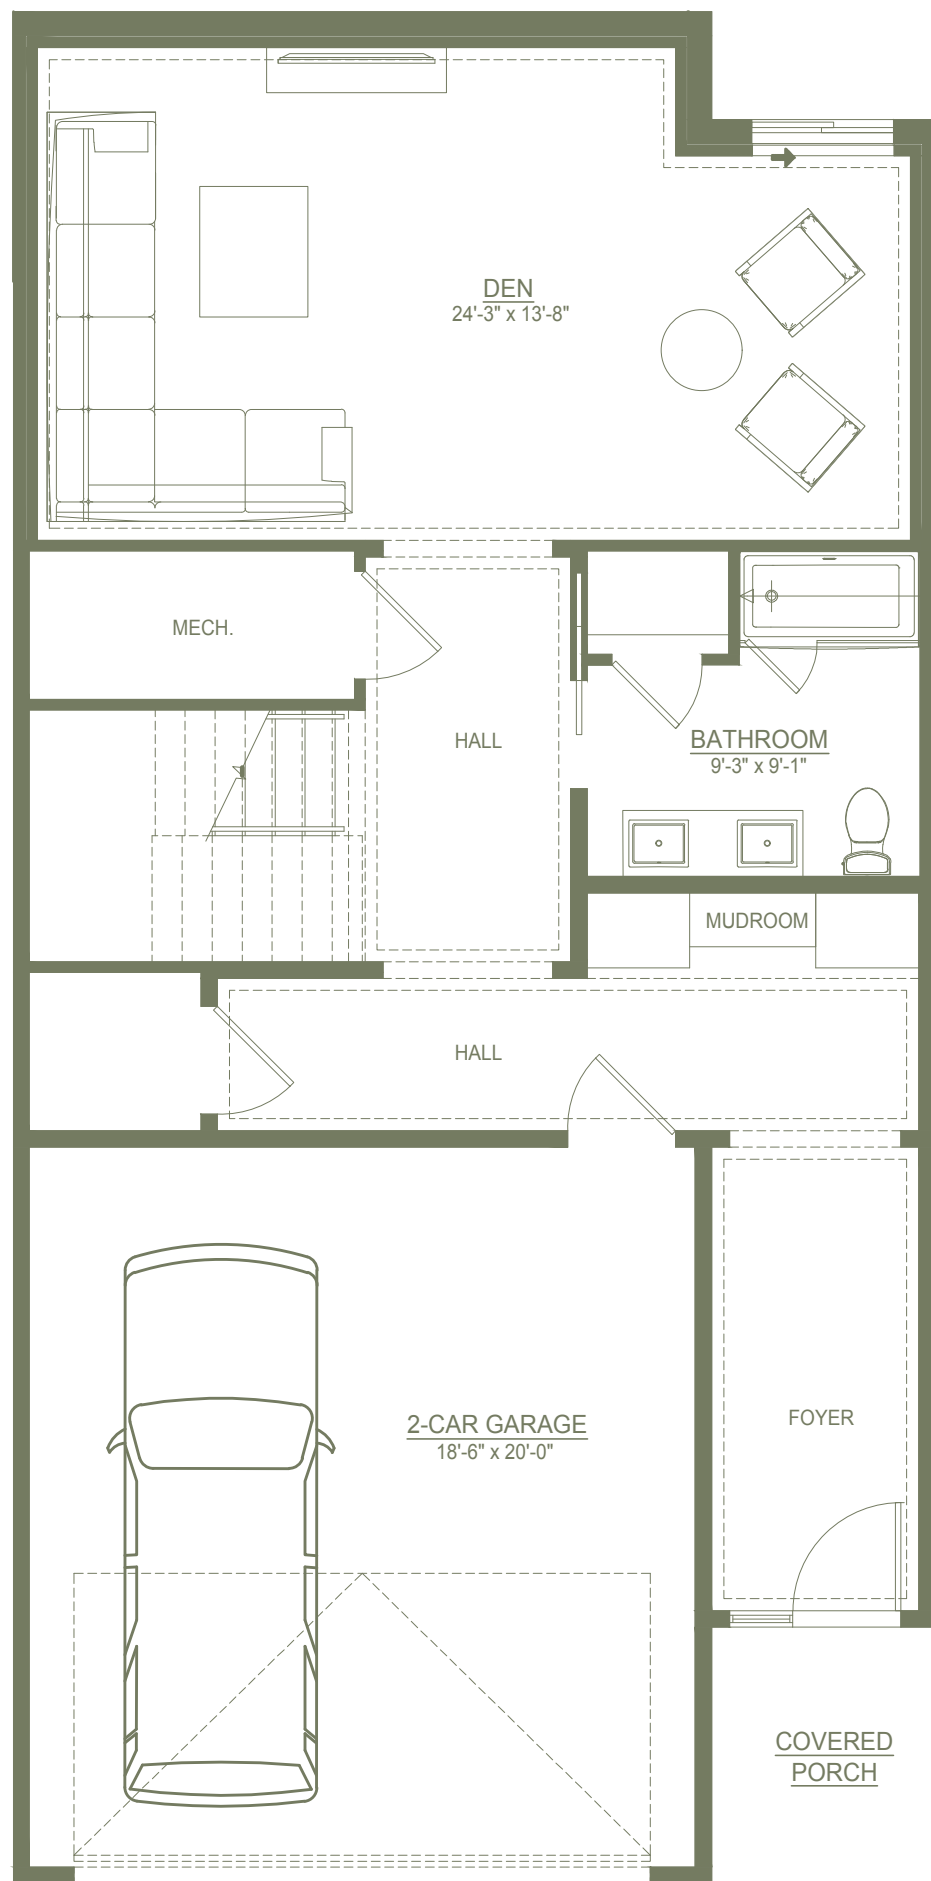 DEN
24'-3" x 13'-8"
MECH.
HALL
BATHROOM
9'-3" x 9'-1"
MUDROOM
HALL
2-CAR GARAGE
18'-6" x 20'-0"
FOYER
COVERED
PORCH